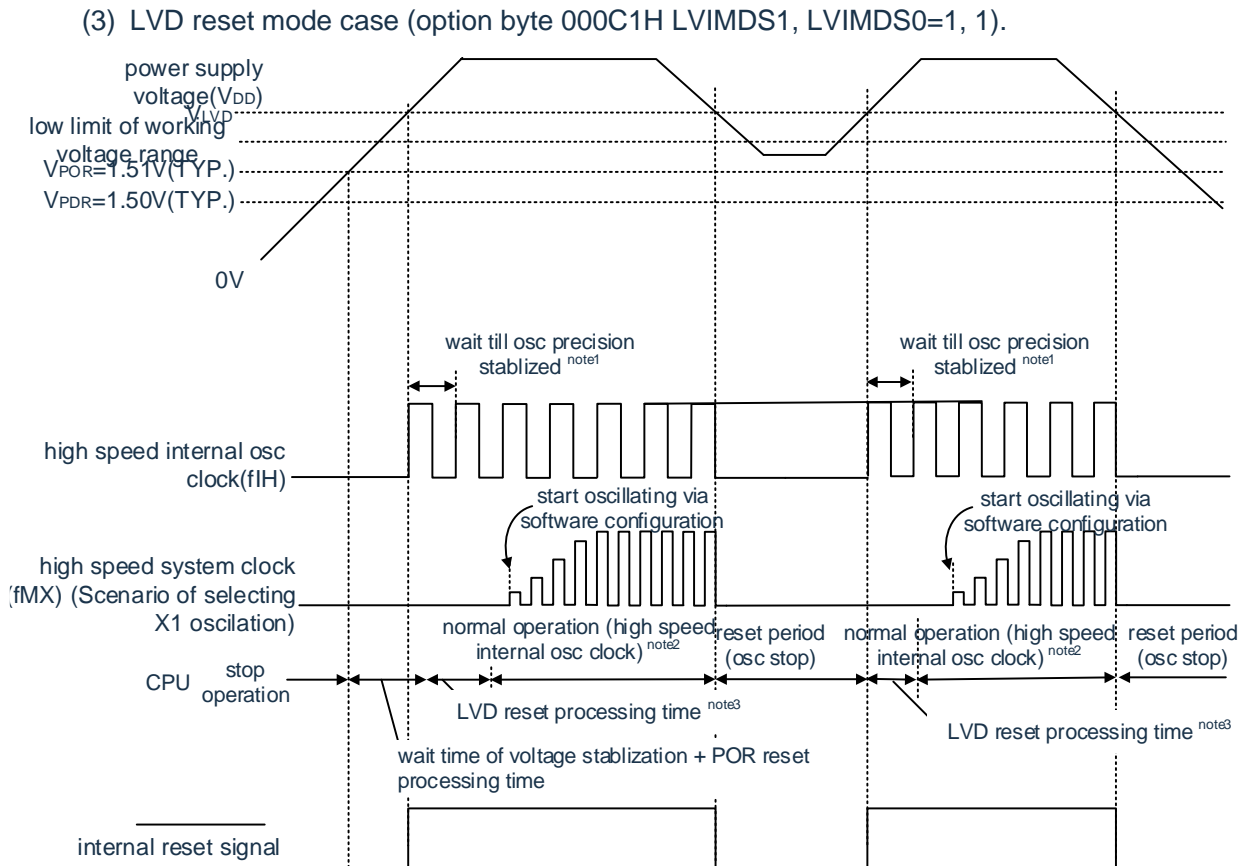 (3) LVD reset mode case (option byte 000C1H LVIMDS1, LVIMDS0=1, 1).
power supply
voltage(VDD)
VLVD
low limit of working
voltage range
VPOR=1.51V(TYP.)
VPDR=1.50V(TYP.)
0V
wait till osc precision
stablized note1
wait till osc precision
stablized note1
high speed internal osc
clock(fIH)
start oscillating via
software configuration
start oscillating via
software configuration
high speed system clock
(fMX) (Scenario of selecting
X1 oscilation)
normal operation (high speed
internal osc clock) note2
reset period
(osc stop)
normal operation (high speed
internal osc clock) note2
reset period
(osc stop)
CPU
stop
operation
LVD reset processing time note3
LVD reset processing time note3
wait time of voltage stablization + POR reset
processing time
internal reset signal